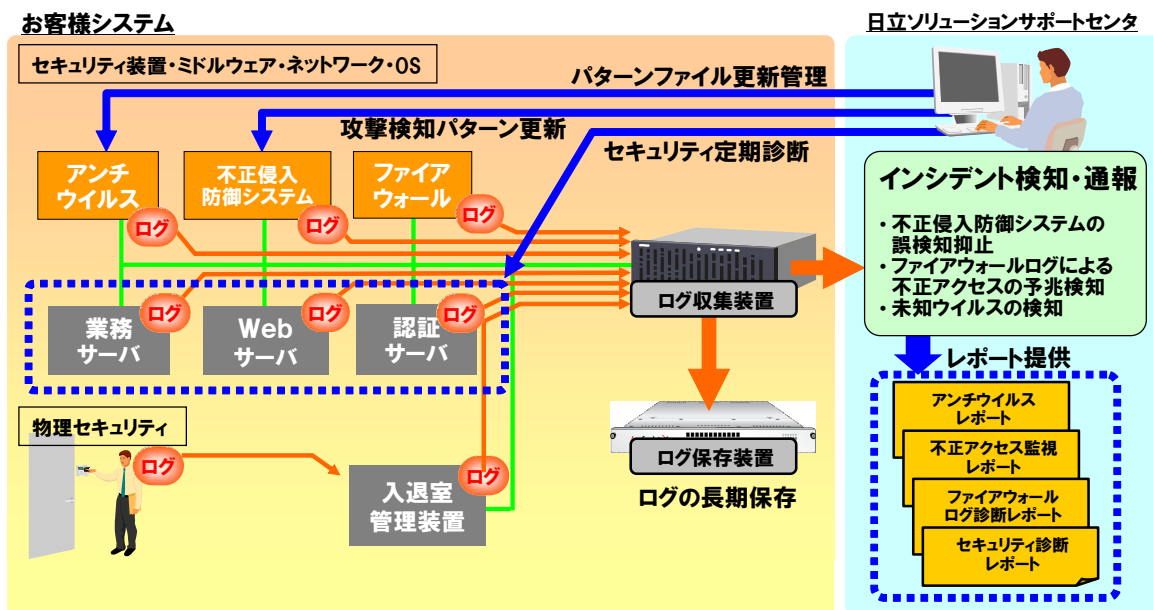 お客様システム
日立ソリューションサポートセンタ
セキュリティ装置・ミドルウェア・ネットワーク・OS
パターンファイル更新管理
攻撃検知パターン更新
セキュリティ定期診断
アンチ
ウイルス
不正侵入
防御システム
ファイア
ウォール
ログ
ログ
ログ
インシデント検知・通報
・不正侵入防御システムの
誤検知抑止
・ファイアウォールログによる
不正アクセスの予兆検知
・未知ウイルスの検知
ログ収集装置
ログ
ログ
ログ
業務
サーバ
Web
サーバ
認証
サーバ
レポート提供
アンチウイルス
レポート
不正アクセス監視
レポート
ファイアウォール
ログ診断レポート
セキュリティ診断
レポート
物理セキュリティ
ログ
ログ
入退室
管理装置
ログ保存装置
ログの長期保存